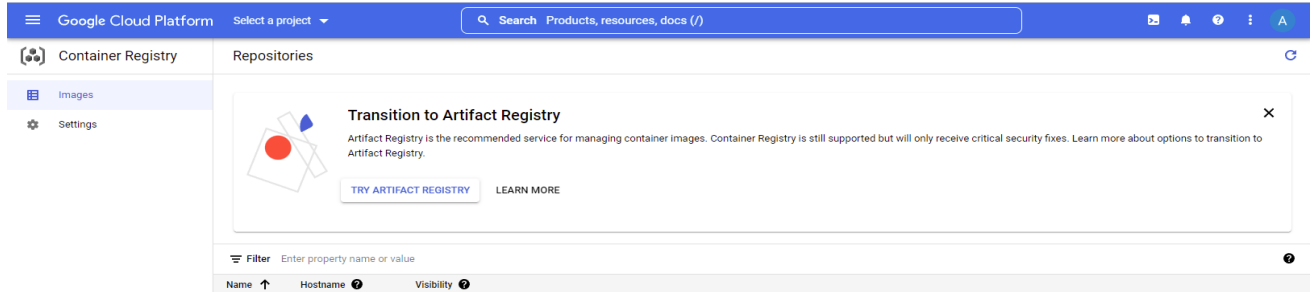 Google Cloud Platform Select a project Search Products, resources, docs (/) A
Container Registry Repositories
Images
Settings
Transition to Artifact Registry
Artifact Registry is the recommended service for managing container images. Container Registry is still supported but will only receive critical security fixes. Learn more about options to transition to
Artifact Registry.
TRY ARTIFACT REGISTRY LEARN MORE
Filter Enter property name or value
Name Hostname Visibility